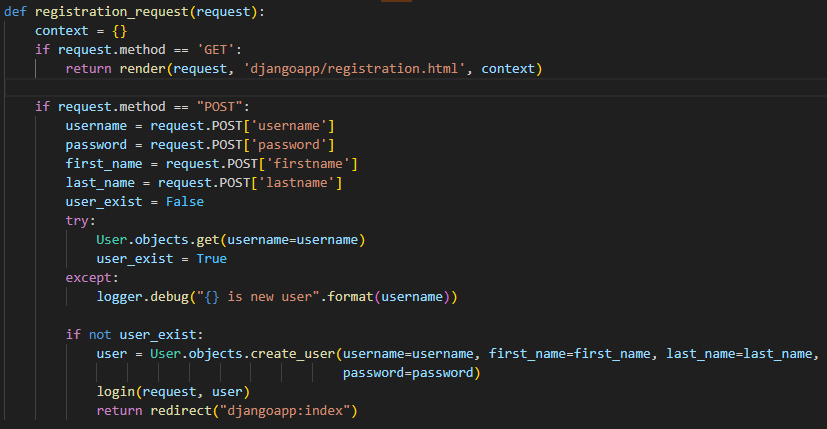 def registration_request(request):
    context = {}
    if request.method == 'GET':
        return render(request, 'djangoapp/registration.html', context)

    if request.method == "POST":
        username = request.POST['username']
        password = request.POST['password']
        first_name = request.POST['firstname']
        last_name = request.POST['lastname']
        user_exist = False
        try:
            User.objects.get(username=username)
            user_exist = True
        except:
            logger.debug("{} is new user".format(username))

        if not user_exist:
            user = User.objects.create_user(username=username, first_name=first_name, last_name=last_name,
                                            password=password)
            login(request, user)
            return redirect("djangoapp:index")